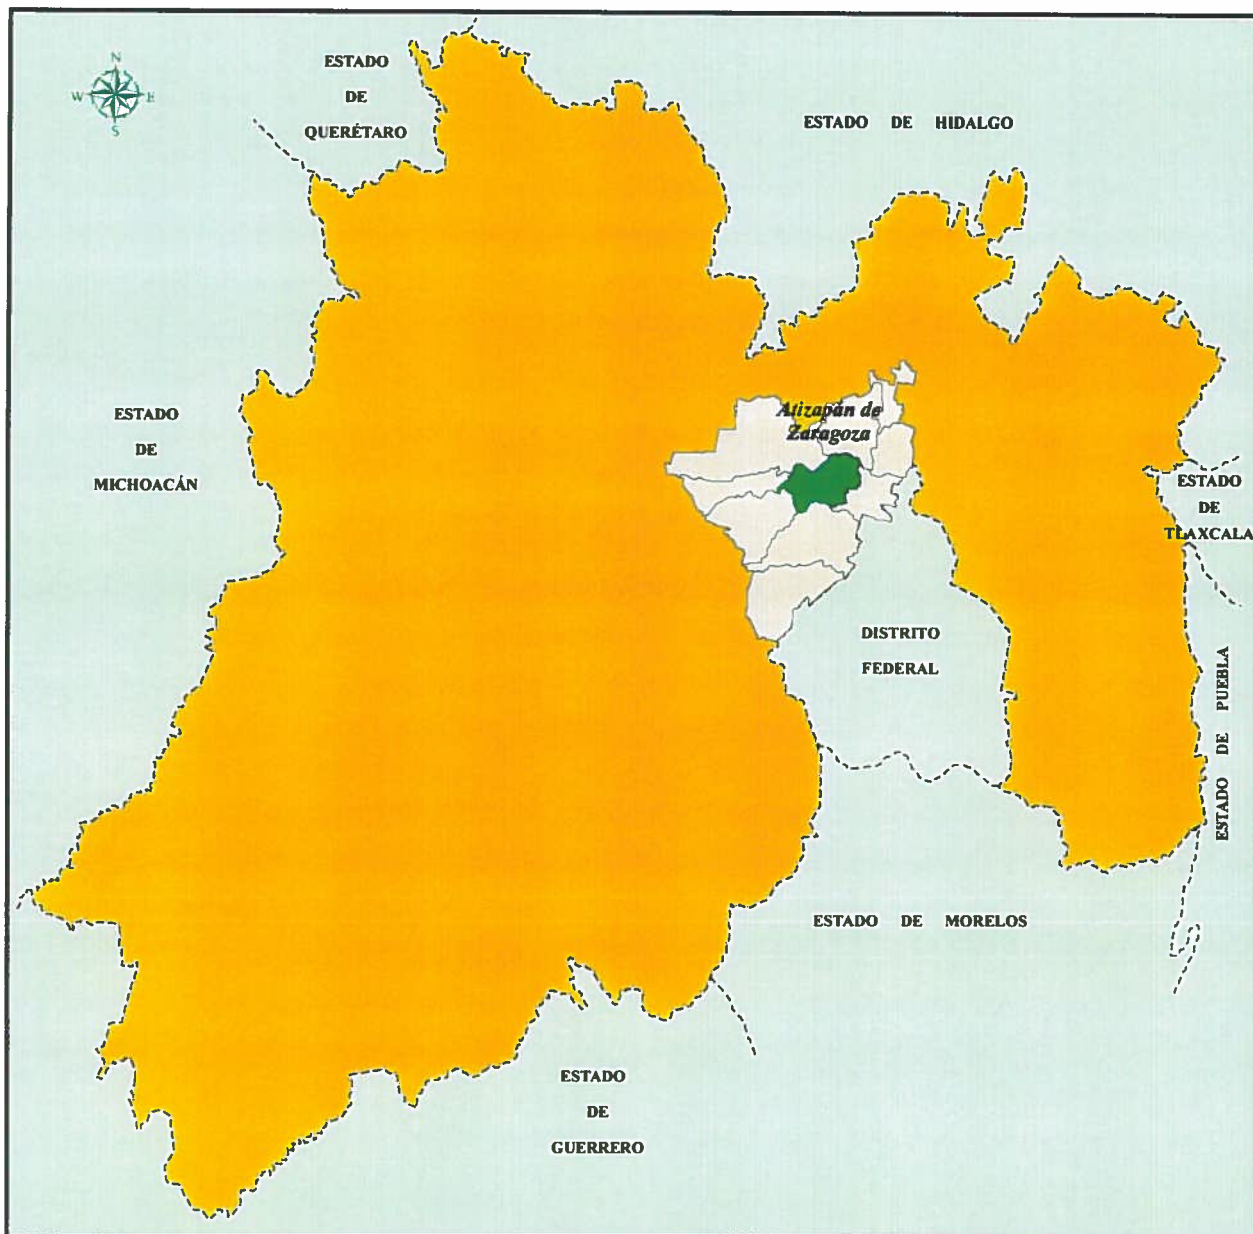 N
W E
S
ESTADO
DE
QUERÉTARO
ESTADO DE HIDALGO
ESTADO
DE
MICHOACÁN
Atizapán de
Zaragoza
ESTADO
DE
TLAXCALA
DISTRITO
FEDERAL
ESTADO DE PUEBLA
ESTADO DE MORELOS
ESTADO
DE
GUERRERO